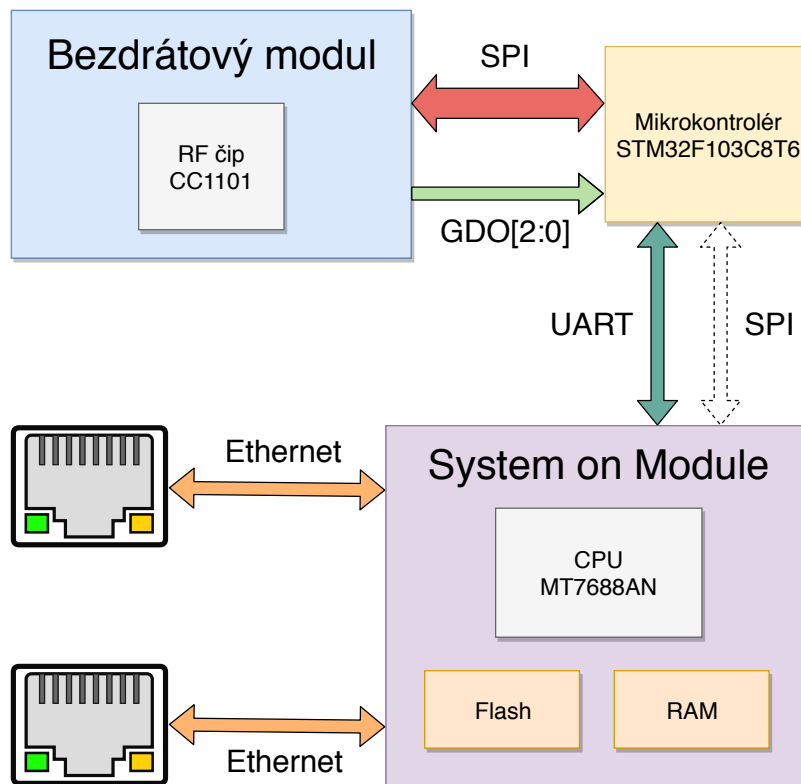 Bezdrátový modul
RF čip
CC1101
SPI
GDO[2:0]
Mikrokontrolér
STM32F103C8T6
UART
SPI
Ethernet
System on Module
CPU
MT7688AN
Flash
RAM
Ethernet